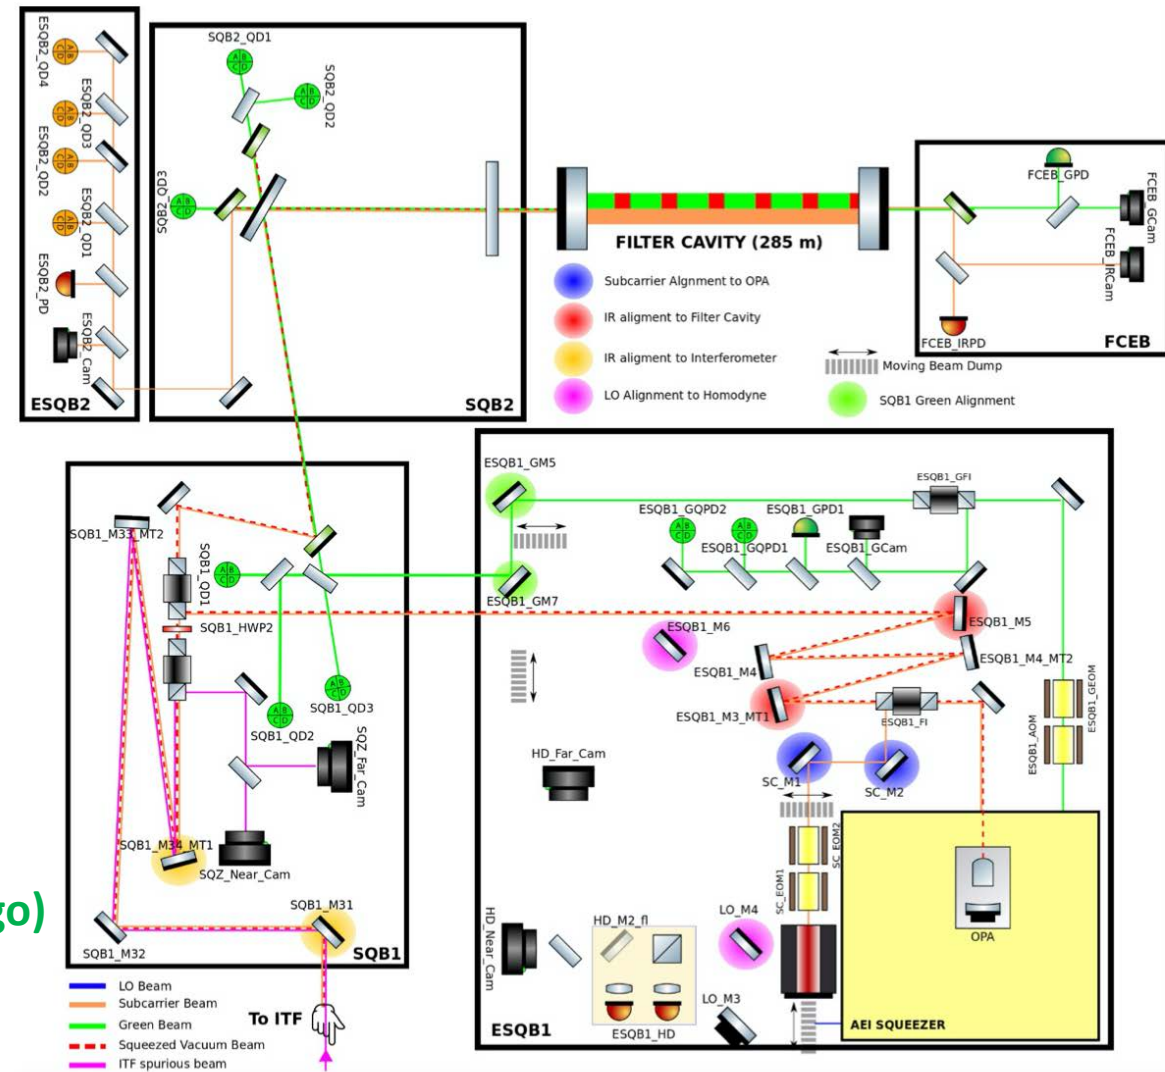 ESQB2_QD4
ESQB2_QD3
ESQB2_QD2
ESQB2_QD1
ESQB2_PD
ESQB2_Cam
ESQB2
SQB2_QD1
SQB2_QD2
SQB2_QD3
SQB2
FILTER CAVITY (285 m)
FCEB_GPD
FCEB_GCam
FCEB_IRCam
FCEB_IRPD
FCEB
Subcarrier Algnment to OPA
IR aligment to Filter Cavity
IR aligment to Interferometer
LO Alignment to Homodyne
Moving Beam Dump
SQB1 Green Alignment
SQB1_M33_MT2
SQB1_QD1
SQB1_HWP2
SQB1_QD2
SQB1_QD3
SQZ_Far_Cam
SQB1_M34_MT1
SQZ_Near_Cam
SQB1_M31
SQB1_M32
SQB1
go)
LO Beam
Subcarrier Beam
Green Beam
Squeezed Vacuum Beam
ITF spurious beam
To ITF
ESQB1_GM5
ESQB1_GFI
ESQB1_GQPD2
ESQB1_GPD1
ESQB1_GQPD1
ESQB1_GCam
ESQB1_GM7
ESQB1_M5
ESQB1_M6
ESQB1_M4
ESQB1_M4_MT2
ESQB1_M3_MT1
ESQB1_FI
ESQB1_GEOM
ESQB1_AOM
HD_Far_Cam
SC_M1
SC_M2
SC_EOM2
SC_EOM1
OPA
HD_Near_Cam
HD_M2_fl
LO_M4
LO_M3
ESQB1_HD
ESQB1
AEI SQUEEZER
A B
C D
A B
C D
A B
C D
A B
C D
A B
C D
A B
C D
A B
C D
A B
C D
A B
C D
A B
C D
A B
C D
A B
C D